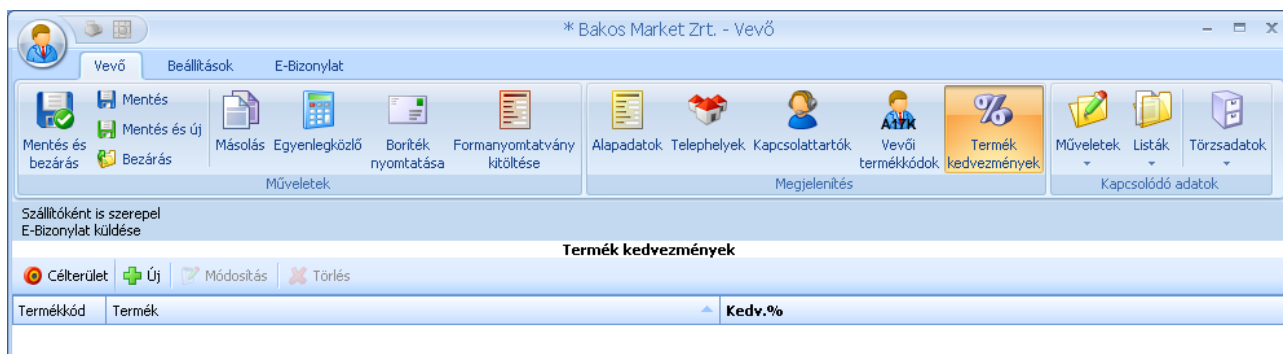 * Bakos Market Zrt. - Vevő
Vevő Beállítások E-Bizonylat
Mentés és bezárás
Mentés
Mentés és új
Bezárás
Másolás
Egyenlegközlő
Boríték nyomtatása
Formanyomtatvány kitöltése
Műveletek
Alapadatok
Telephelyek
Kapcsolattartók
A17K
Vevői termékkódok
Termék kedvezmények
Megjelenítés
Műveletek
Listák
Törzsadatok
Kapcsolódó adatok
Szállítóként is szerepel
E-Bizonylat küldése
Termék kedvezmények
Célterület Új Módosítás Törlés
Termékkód Termék Kedv.%